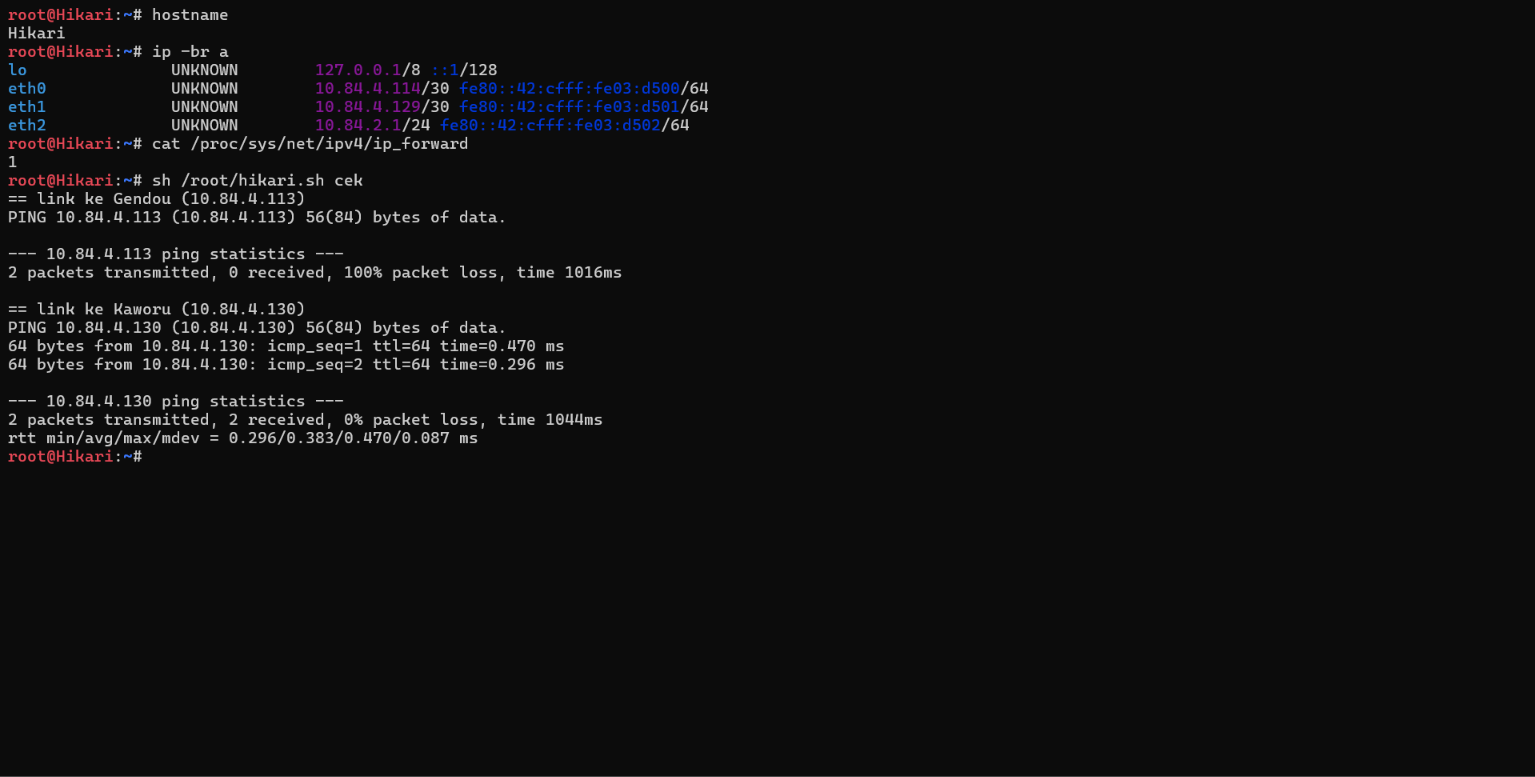 root@Hikari:~# hostname
Hikari
root@Hikari:~# ip -br a
lo               UNKNOWN        127.0.0.1/8 ::1/128
eth0             UNKNOWN        10.84.4.114/30 fe80::42:cfff:fe03:d500/64
eth1             UNKNOWN        10.84.4.129/30 fe80::42:cfff:fe03:d501/64
eth2             UNKNOWN        10.84.2.1/24 fe80::42:cfff:fe03:d502/64
root@Hikari:~# cat /proc/sys/net/ipv4/ip_forward
1
root@Hikari:~# sh /root/hikari.sh cek
== link ke Gendou (10.84.4.113)
PING 10.84.4.113 (10.84.4.113) 56(84) bytes of data.

--- 10.84.4.113 ping statistics ---
2 packets transmitted, 0 received, 100% packet loss, time 1016ms

== link ke Kaworu (10.84.4.130)
PING 10.84.4.130 (10.84.4.130) 56(84) bytes of data.
64 bytes from 10.84.4.130: icmp_seq=1 ttl=64 time=0.470 ms
64 bytes from 10.84.4.130: icmp_seq=2 ttl=64 time=0.296 ms

--- 10.84.4.130 ping statistics ---
2 packets transmitted, 2 received, 0% packet loss, time 1044ms
rtt min/avg/max/mdev = 0.296/0.383/0.470/0.087 ms
root@Hikari:~#